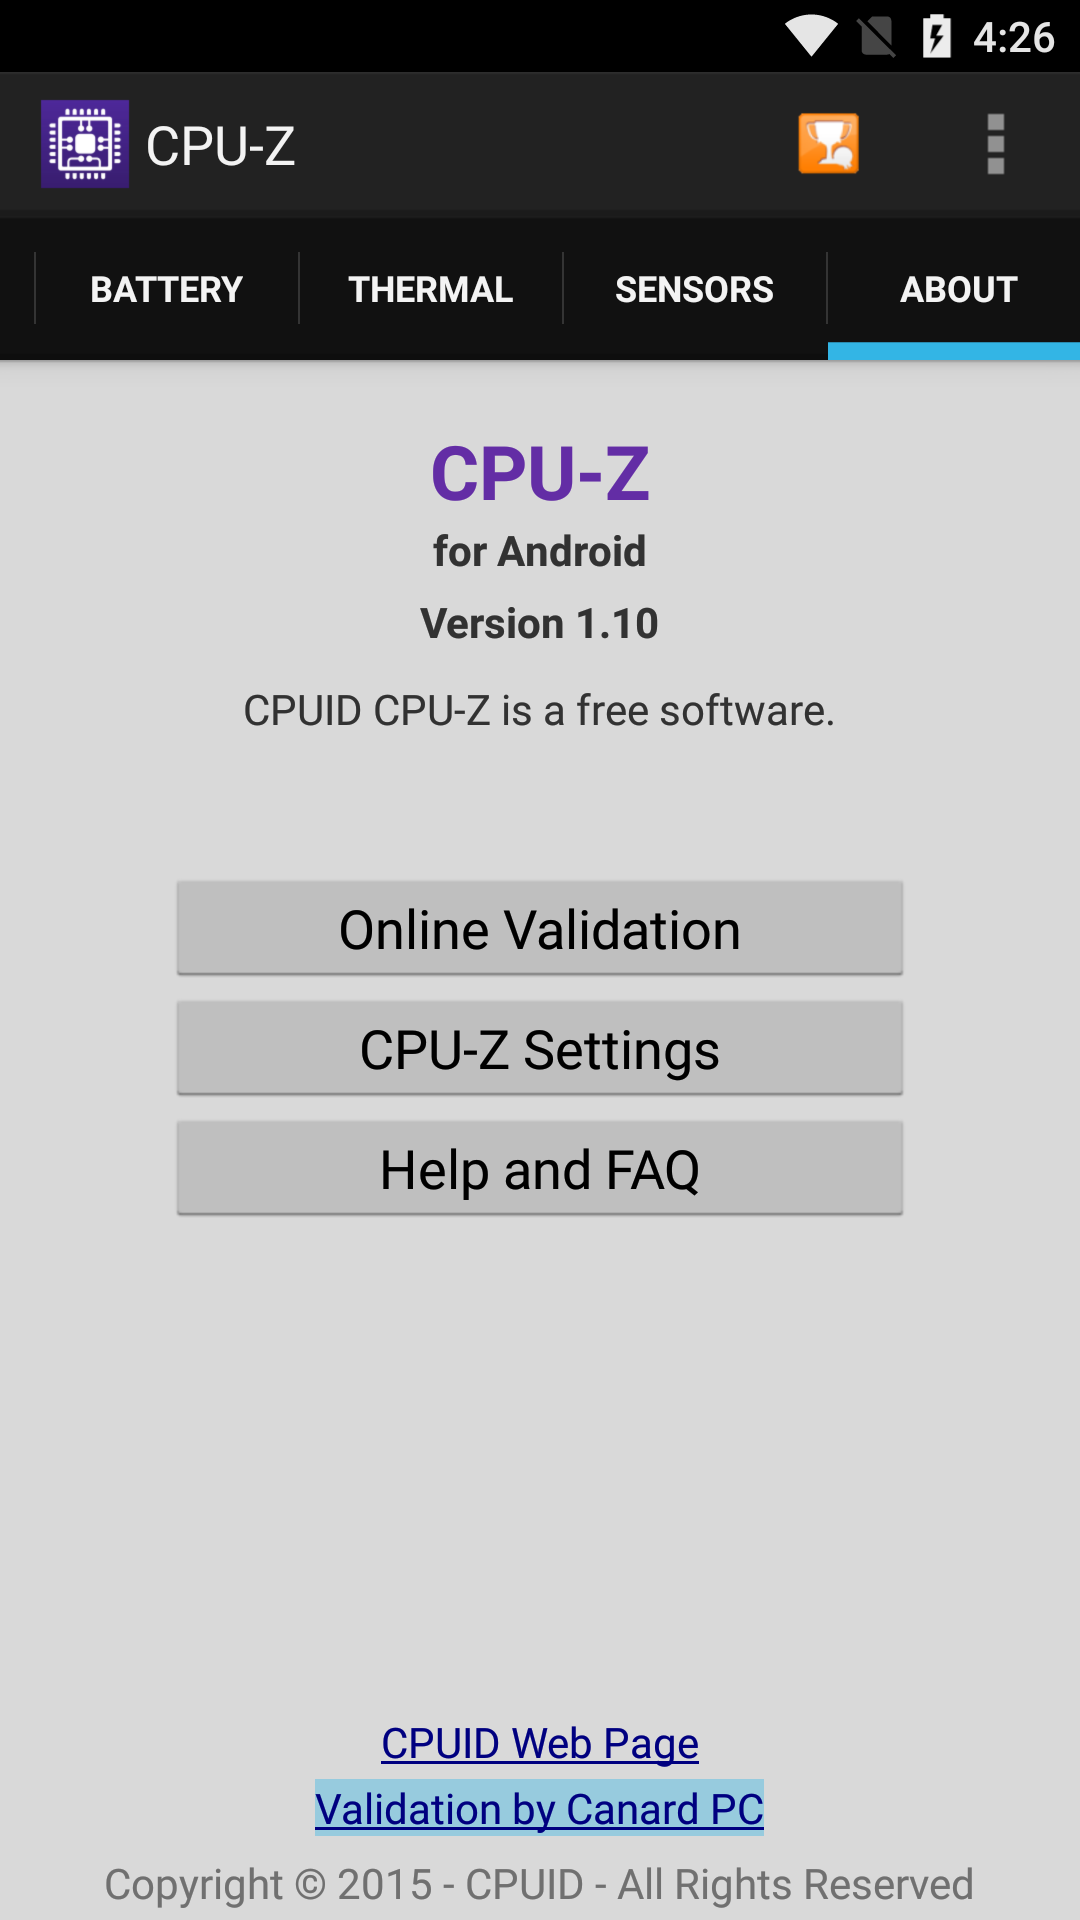 4:26
CPU-Z
BATTERY THERMAL SENSORS ABOUT
CPU-Z
for Android
Version 1.10
CPUID CPU-Z is a free software.
Online Validation
CPU-Z Settings
Help and FAQ
CPUID Web Page
Validation by Canard PC
Copyright © 2015 - CPUID - All Rights Reserved